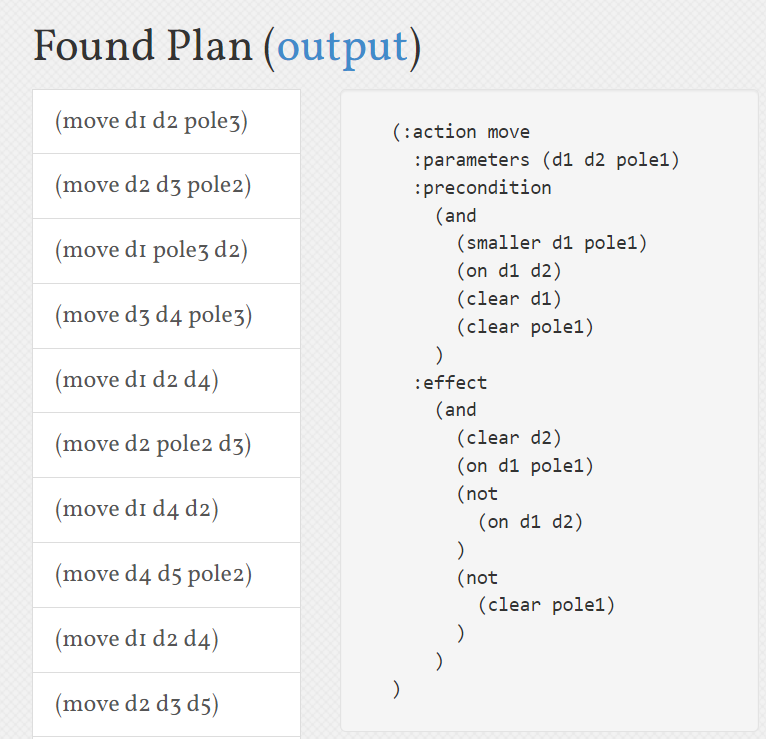 Found Plan (output)
(move d1 d2 pole3)
(move d2 d3 pole2)
(move d1 pole3 d2)
(move d3 d4 pole3)
(move d1 d2 d4)
(move d2 pole2 d3)
(move d1 d4 d2)
(move d4 d5 pole2)
(move d1 d2 d4)
(move d2 d3 d5)
(:action move
:parameters (d1 d2 pole1)
:precondition
(and
(smaller d1 pole1)
(on d1 d2)
(clear d1)
(clear pole1)
)
:effect
(and
(clear d2)
(on d1 pole1)
(not
(on d1 d2)
)
(not
(clear pole1)
)
)
)